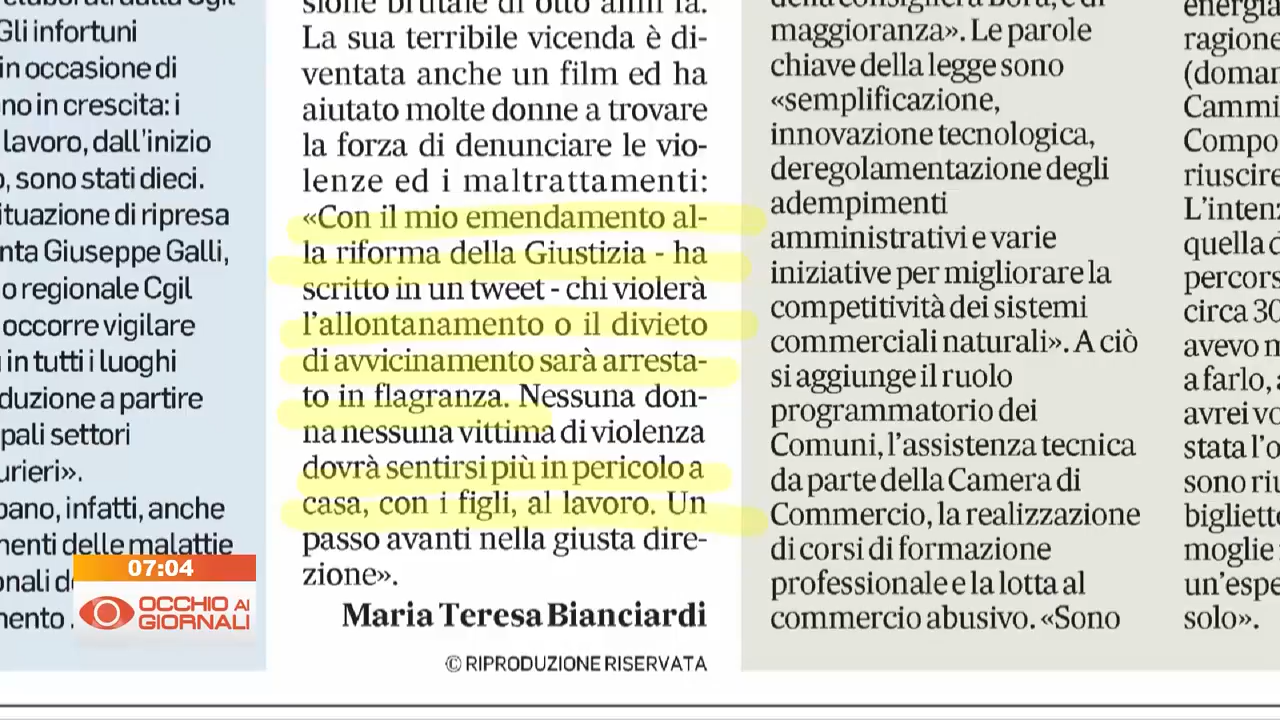 Gli infortuni
in occasione di
no in crescita: i
lavoro, dall'inizio
, sono stati dieci.
ituazione di ripresa
nta Giuseppe Galli,
o regionale Cgil
occorre vigilare
in tutti i luoghi
duzione a partire
pali settori
urieri».
pano, infatti, anche
menti delle malattie
onali d
mento .
sione brutale di otto anni fa.
La sua terribile vicenda è di-
ventata anche un film ed ha
aiutato molte donne a trovare
la forza di denunciare le vio-
lenze ed i maltrattamenti:
«Con il mio emendamento al-
la riforma della Giustizia - ha
scritto in un tweet - chi violerà
l'allontanamento o il divieto
di avvicinamento sarà arresta-
to in flagranza. Nessuna don-
na nessuna vittima di violenza
dovrà sentirsi più in pericolo a
casa, con i figli, al lavoro. Un
passo avanti nella giusta dire-
zione».
Maria Teresa Bianciardi
© RIPRODUZIONE RISERVATA
maggioranza». Le parole
chiave della legge sono
«semplificazione,
innovazione tecnologica,
deregolamentazione degli
adempimenti
amministrativi e varie
iniziative per migliorare la
competitività dei sistemi
commerciali naturali». A ciò
si aggiunge il ruolo
programmatorio dei
Comuni, l'assistenza tecnica
da parte della Camera di
Commercio, la realizzazione
di corsi di formazione
professionale e la lotta al
commercio abusivo. «Sono
energia
ragione
(doman
Cammi
Compo
riuscire
L'inten
quella d
percors
circa 30
avevo n
a farlo,
avrei vo
stata l'o
sono riu
bigliett
moglie
un'espe
solo».
07:04
OCCHIO AI
GIORNALI